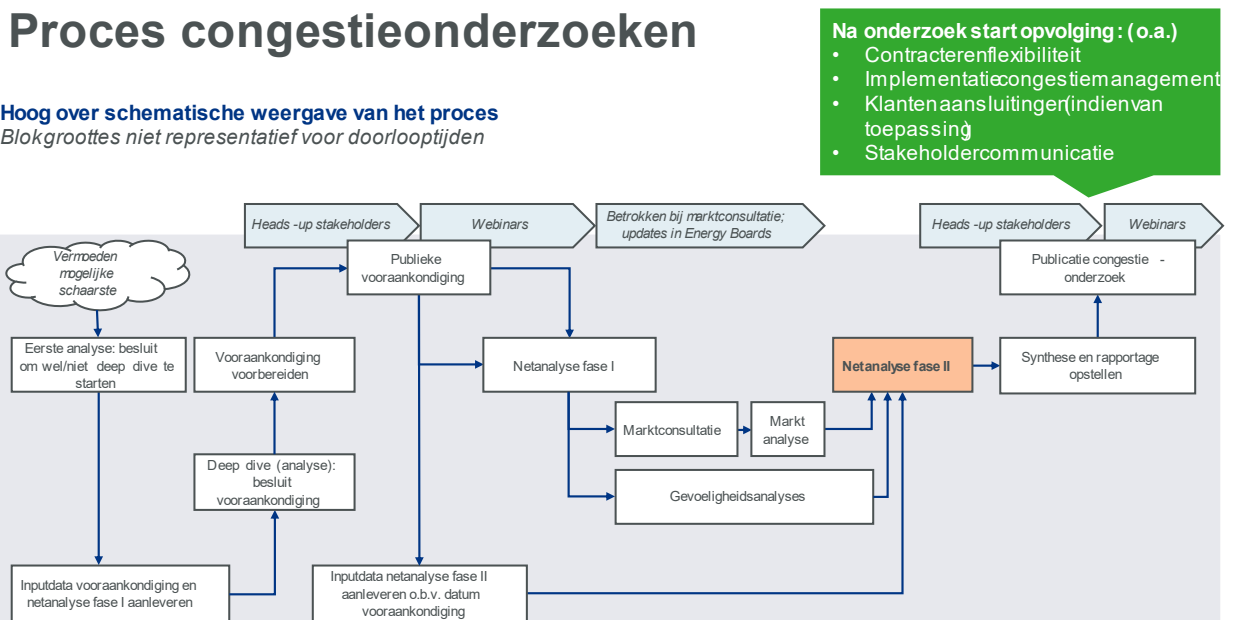 Proces congestieonderzoeken
Na onderzoek start opvolging: ( o.a.)
• Contracterenflexibiliteit
• Implementatiecongestiemanagement
• Klantenaansluitingen(indienvan
toepassing)
• Stakeholdercommunicatie
Hoog over schematische weergave van het proces
Blokgroottes niet representatief voor doorlooptijden
Heads -up stakeholders
Webinars
Betrokken bij marktconsultatie;
updates in Energy Boards
Heads -up stakeholders
Webinars
Vermoeden
mogelijke
schaarste
Publieke
vooraankondiging
Publicatie congestie -
onderzoek
Eerste analyse: besluit
om wel/niet deep dive te
starten
Vooraankondiging
voorbereiden
Netanalyse fase I
Netanalyse fase II
Synthese en rapportage
opstellen
Marktconsultatie
Markt
analyse
Deep dive (analyse):
besluit
vooraankondiging
Gevoeligheidsanalyses
Inputdata vooraankondiging en
netanalyse fase I aanleveren
Inputdata netanalyse fase II
aanleveren o.b.v. datum
vooraankondiging